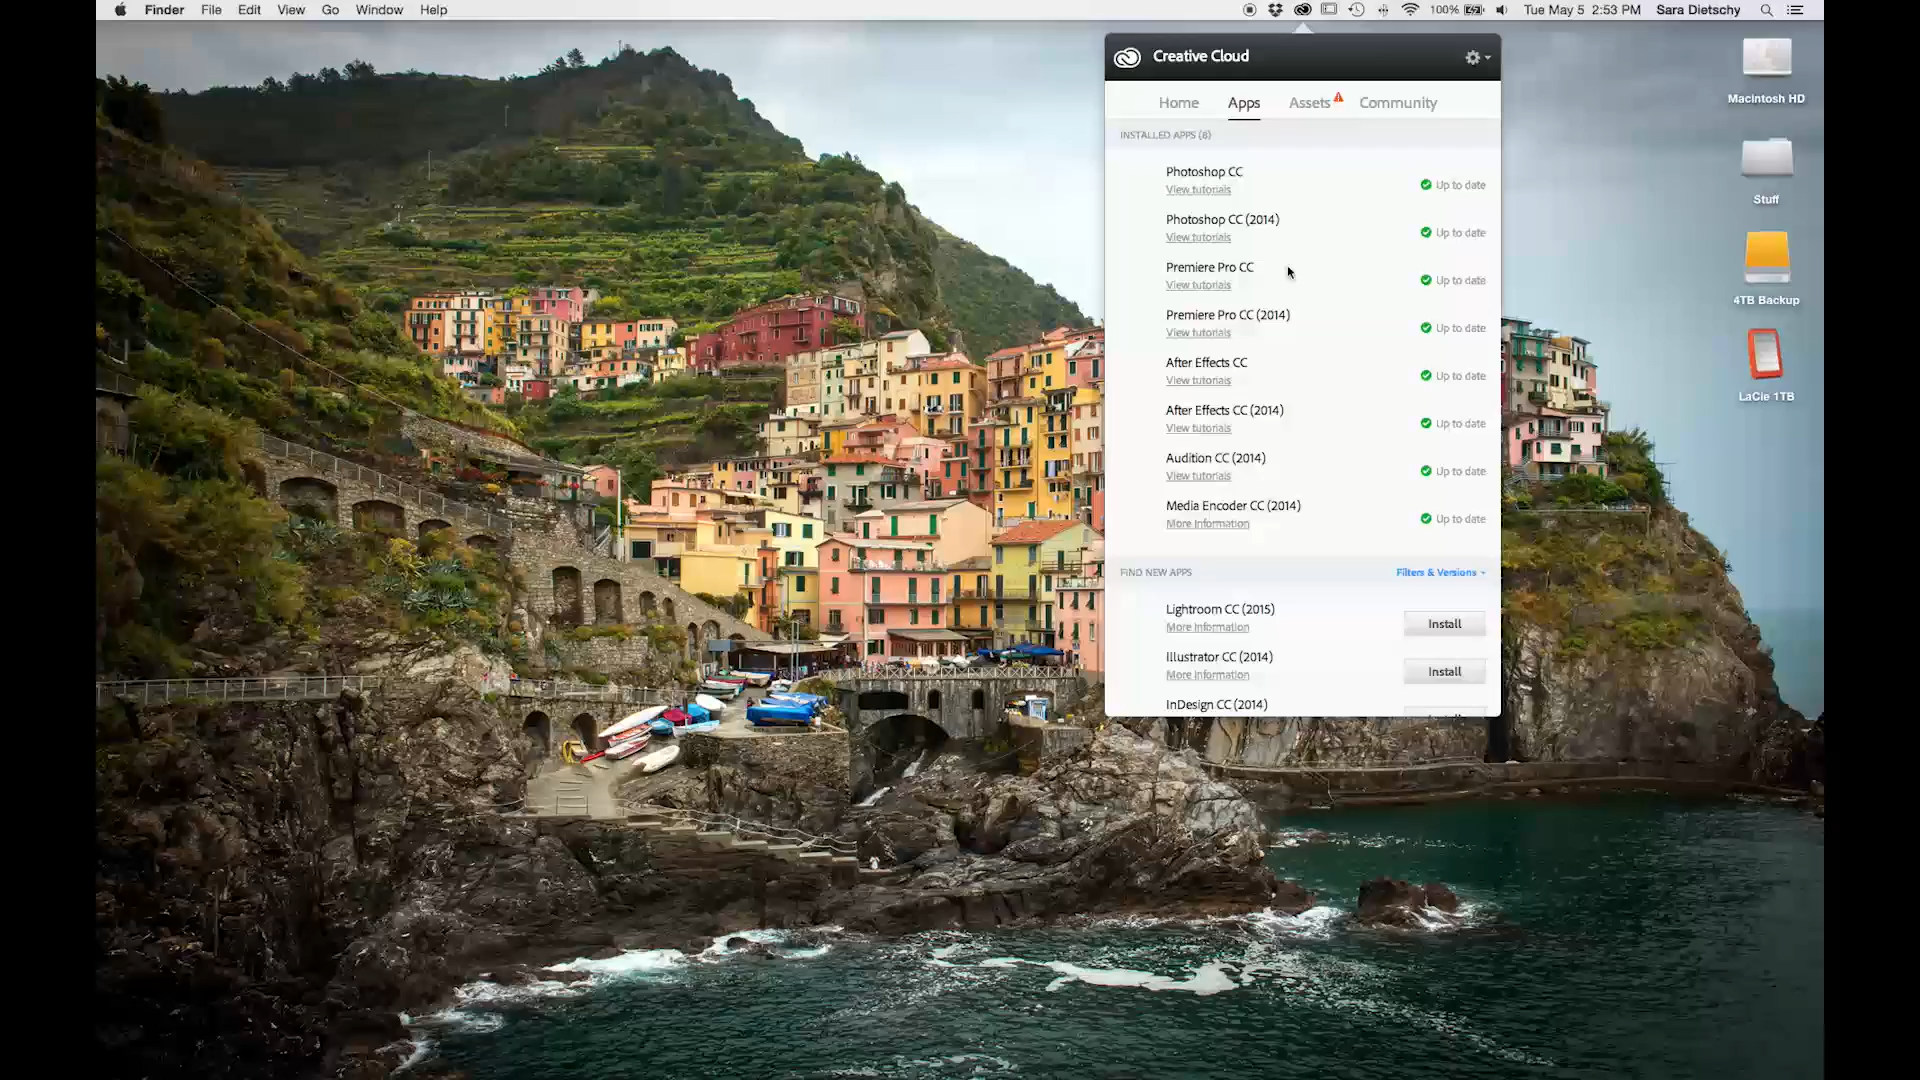 Finder File Edit View Go Window Help
100% Tue May 5 2:53 PM Sara Dietschy
Creative Cloud
Home Apps Assets Community
INSTALLED APPS (8)
Photoshop CC
View tutorials
Up to date
Photoshop CC (2014)
View tutorials
Up to date
Premiere Pro CC
View tutorials
Up to date
Premiere Pro CC (2014)
View tutorials
Up to date
After Effects CC
View tutorials
Up to date
After Effects CC (2014)
View tutorials
Up to date
Audition CC (2014)
View tutorials
Up to date
Media Encoder CC (2014)
More Information
Up to date
FIND NEW APPS Filters & Versions
Lightroom CC (2015)
More Information
Install
Illustrator CC (2014)
More Information
Install
InDesign CC (2014)
Macintosh HD
Stuff
4TB Backup
LaCie 1TB